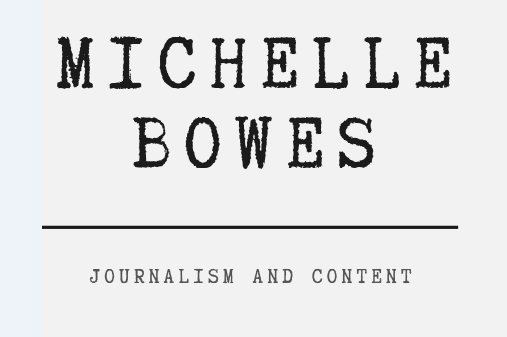 MICHELLE
BOWES
JOURNALISM AND CONTENT